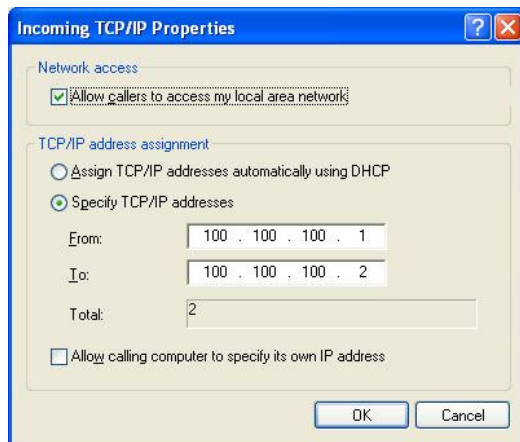 Incoming TCP/IP Properties
Network access
Allow callers to access my local area network
TCP/IP address assignment
Assign TCP/IP addresses automatically using DHCP
Specify TCP/IP addresses
From: 100 . 100 . 100 . 1
To: 100 . 100 . 100 . 2
Total: 2
Allow calling computer to specify its own IP address
OK Cancel